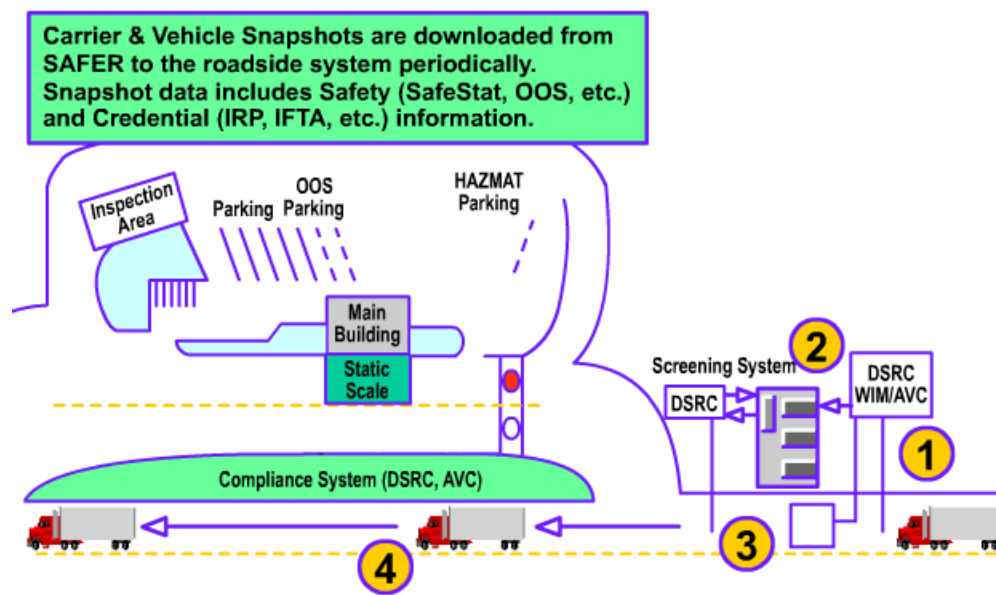 Carrier & Vehicle Snapshots are downloaded from
SAFER to the roadside system periodically.
Snapshot data includes Safety (SafeStat, OOS, etc.)
and Credential (IRP, IFTA, etc.) information.
Inspection
Area
Parking
OOS
Parking
HAZMAT
Parking
Main
Building
Static
Scale
Screening System
2
DSRC
DSRC
WIM/AVC
1
Compliance System (DSRC, AVC)
3
4